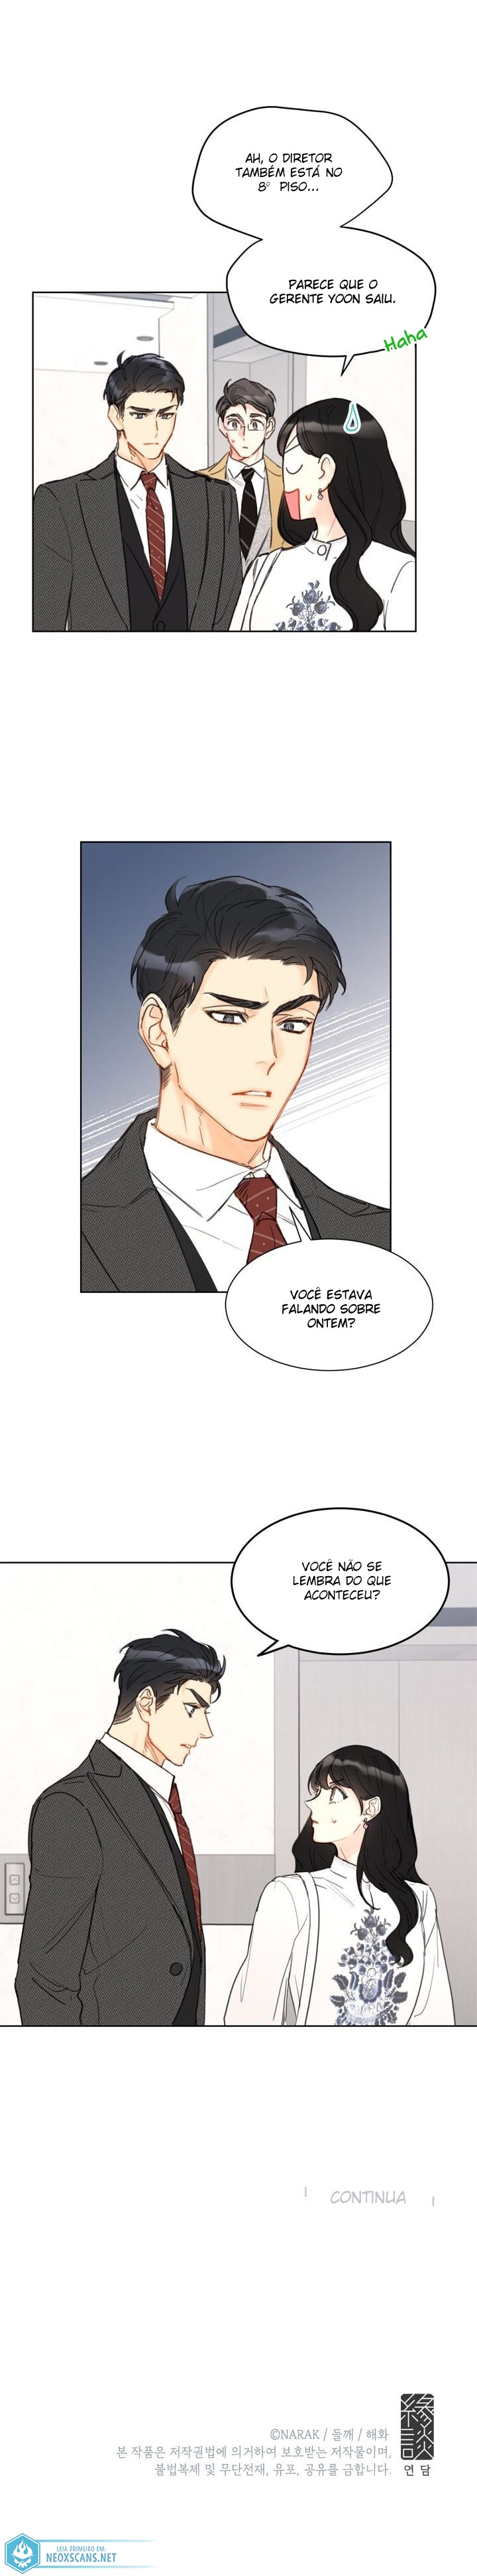 AH, O DIRETOR
TAMBÉM ESTÁ NO
8º PISO...
PARECE QUE O
GERENTE YOON SAIU.
Haha
VOCÊ ESTAVA
FALANDO SOBRE
ONTEM?
VOCÊ NÃO SE
LEMBRA DO QUE
ACONTECEU?
CONTINUA
©NARAK / 들깨 / 해화
본 작품은 저작권법에 의거하여 보호받는 저작물이며,
불법복제 및 무단전재, 유포, 공유를 금합니다.
緣談
연담
LEIA PRIMEIRO EM:
NEOXSCANS.NET